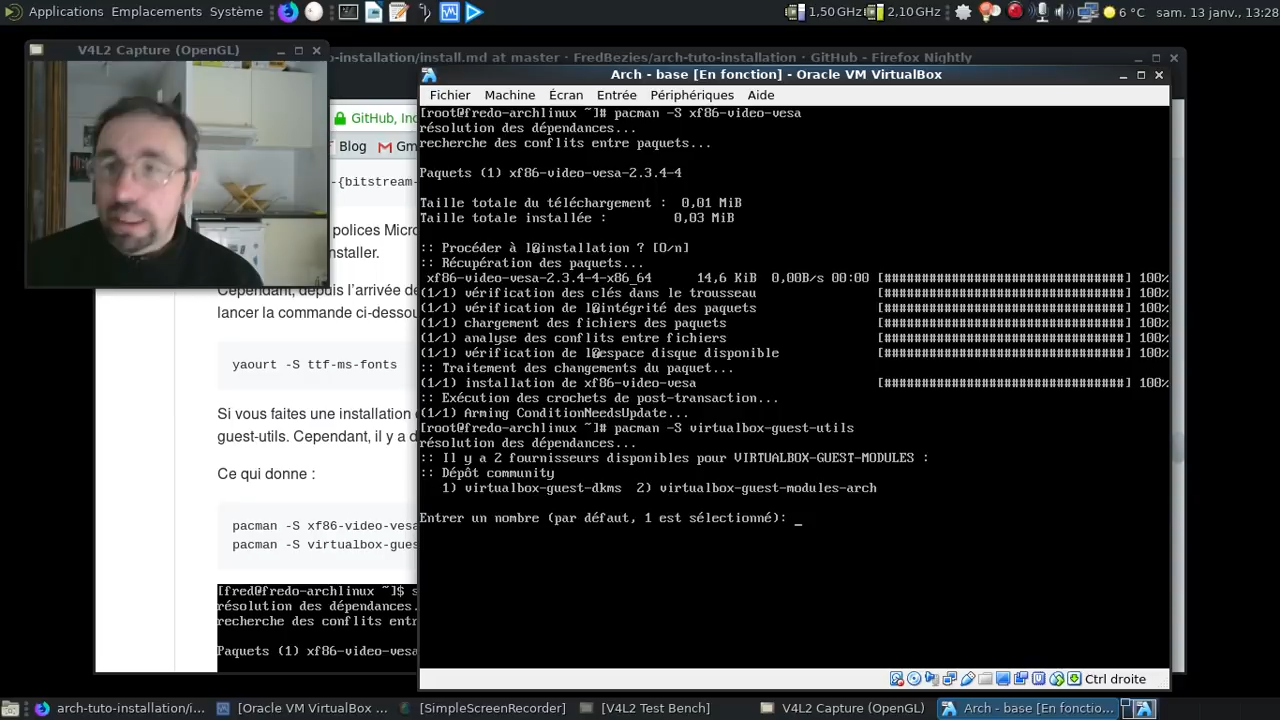 Applications Emplacements Système
1,50 GHz 2,10 GHz 6 °C sam. 13 janv., 13:28
V4L2 Capture (OpenGL)
o-installation/install.md at master · FredBezies/arch-tuto-installation · GitHub - Firefox Nightly
GitHub, Inc
Blog Gm
-{bitstream-
polices Micro
staller.
Cependant, depuis l’arrivée de
lancer la commande ci-dessou
yaourt -S ttf-ms-fonts
Si vous faites une installation d
guest-utils. Cependant, il y a d
Ce qui donne :
pacman -S xf86-video-vesa
pacman -S virtualbox-gues
[fred@fredo-archlinux ~]$ s
résolution des dépendances.
recherche des conflits entr
Paquets (1) xf86-video-vesa
Arch - base [En fonction] - Oracle VM VirtualBox
Fichier Machine Écran Entrée Périphériques Aide
[root@fredo-archlinux ~]# pacman -S xf86-video-vesa
résolution des dépendances...
recherche des conflits entre paquets...
Paquets (1) xf86-video-vesa-2.3.4-4
Taille totale du téléchargement : 0,01 MiB
Taille totale installée : 0,03 MiB
:: Procéder à l�installation ? [O/n]
:: Récupération des paquets...
xf86-video-vesa-2.3.4-4-x86_64 14,6 KiB 0,00B/s 00:00 [#################################] 100%
(1/1) vérification des clés dans le trousseau [#################################] 100%
(1/1) vérification de l�intégrité des paquets [#################################] 100%
(1/1) chargement des fichiers des paquets [#################################] 100%
(1/1) analyse des conflits entre fichiers [#################################] 100%
(1/1) vérification de l�espace disque disponible [#################################] 100%
:: Traitement des changements du paquet...
(1/1) installation de xf86-video-vesa [#################################] 100%
:: Exécution des crochets de post-transaction...
(1/1) Arming ConditionNeedsUpdate...
[root@fredo-archlinux ~]# pacman -S virtualbox-guest-utils
résolution des dépendances...
:: Il y a 2 fournisseurs disponibles pour VIRTUALBOX-GUEST-MODULES :
:: Dépôt community
1) virtualbox-guest-dkms 2) virtualbox-guest-modules-arch
Entrer un nombre (par défaut, 1 est sélectionné): _
Ctrl droite
arch-tuto-installation/i... [Oracle VM VirtualBox ... [SimpleScreenRecorder] [V4L2 Test Bench] V4L2 Capture (OpenGL) Arch - base [En fonctio...